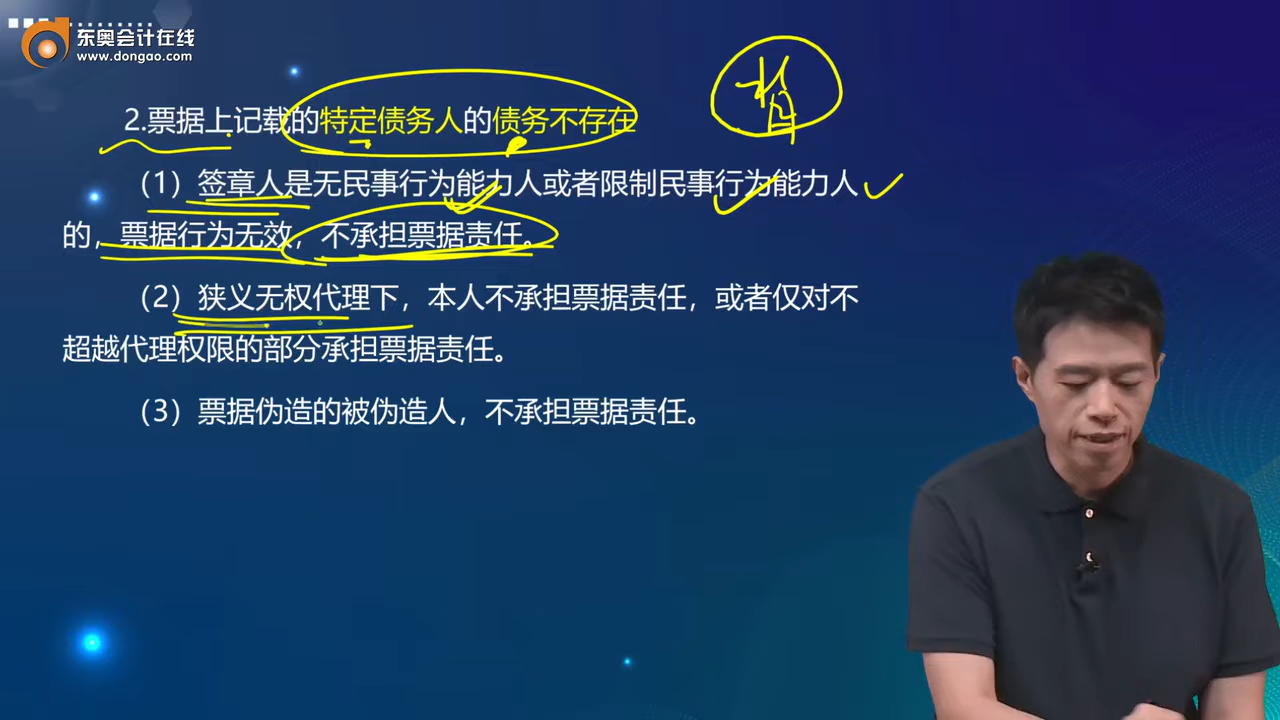 东奥会计在线
www.dongao.com
2.票据上记载的特定债务人的债务不存在
（1）签章人是无民事行为能力人或者限制民事行为能力人
的，票据行为无效，不承担票据责任。
（2）狭义无权代理下，本人不承担票据责任，或者仅对不
超越代理权限的部分承担票据责任。
（3）票据伪造的被伪造人，不承担票据责任。